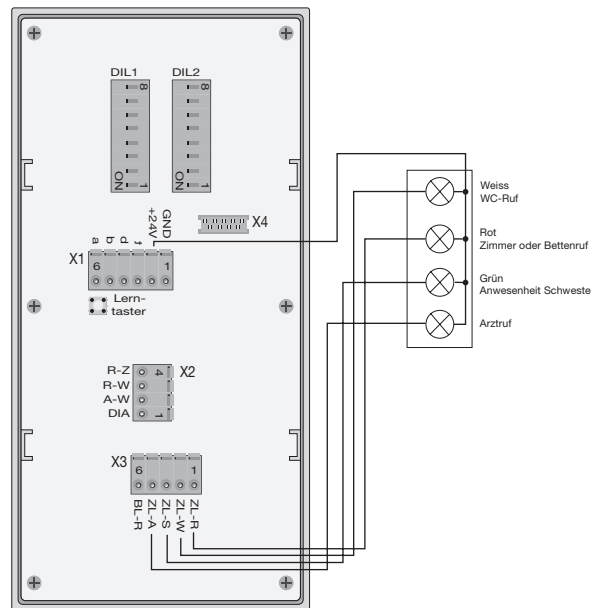 DIL1
DIL2
8
8
ON
1
ON
1
GND
+24V
f
d
b
a
X4
X1
6
1
Lern-
taster
R-Z
R-W
A-W
DIA
4
1
X2
X3
6
1
BL-R
ZL-A
ZL-S
ZL-W
ZL-R
Weiss
WC-Ruf
Rot
Zimmer oder Bettenruf
Grün
Anwesenheit Schweste
Arztruf